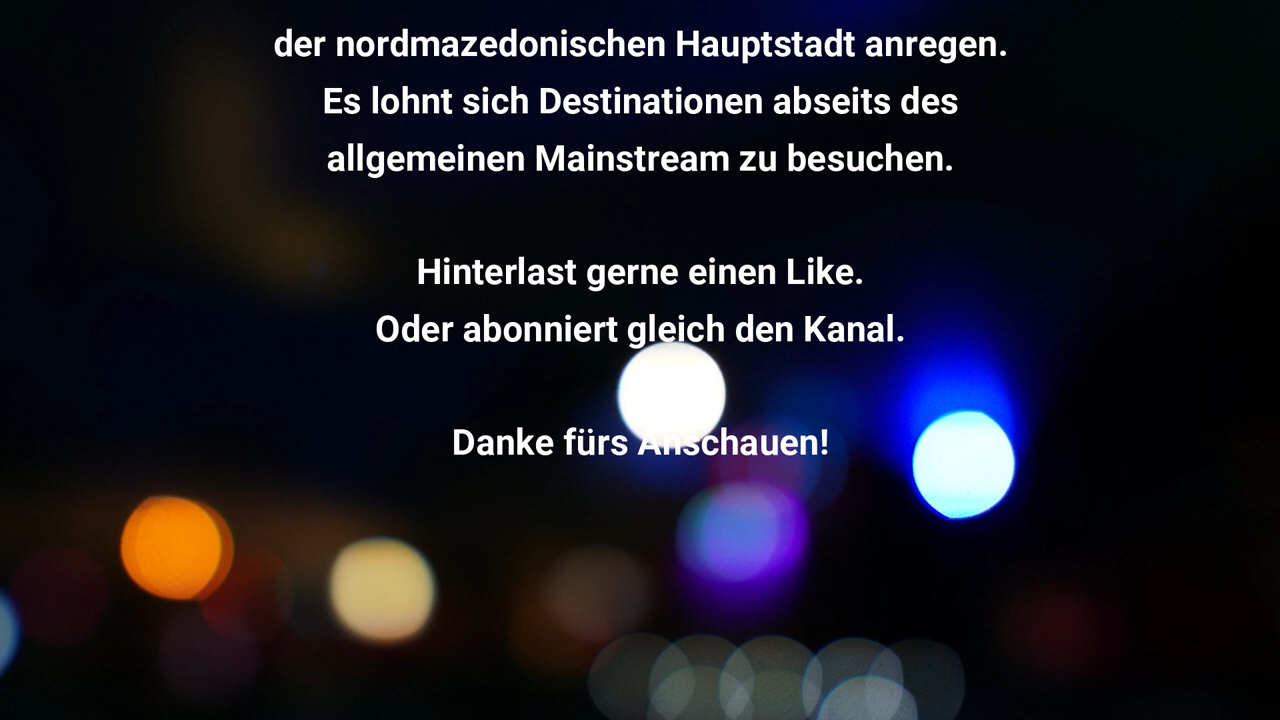 der nordmazedonischen Hauptstadt anregen.
Es lohnt sich Destinationen abseits des
allgemeinen Mainstream zu besuchen.
Hinterlast gerne einen Like.
Oder abonniert gleich den Kanal.
Danke fürs Anschauen!